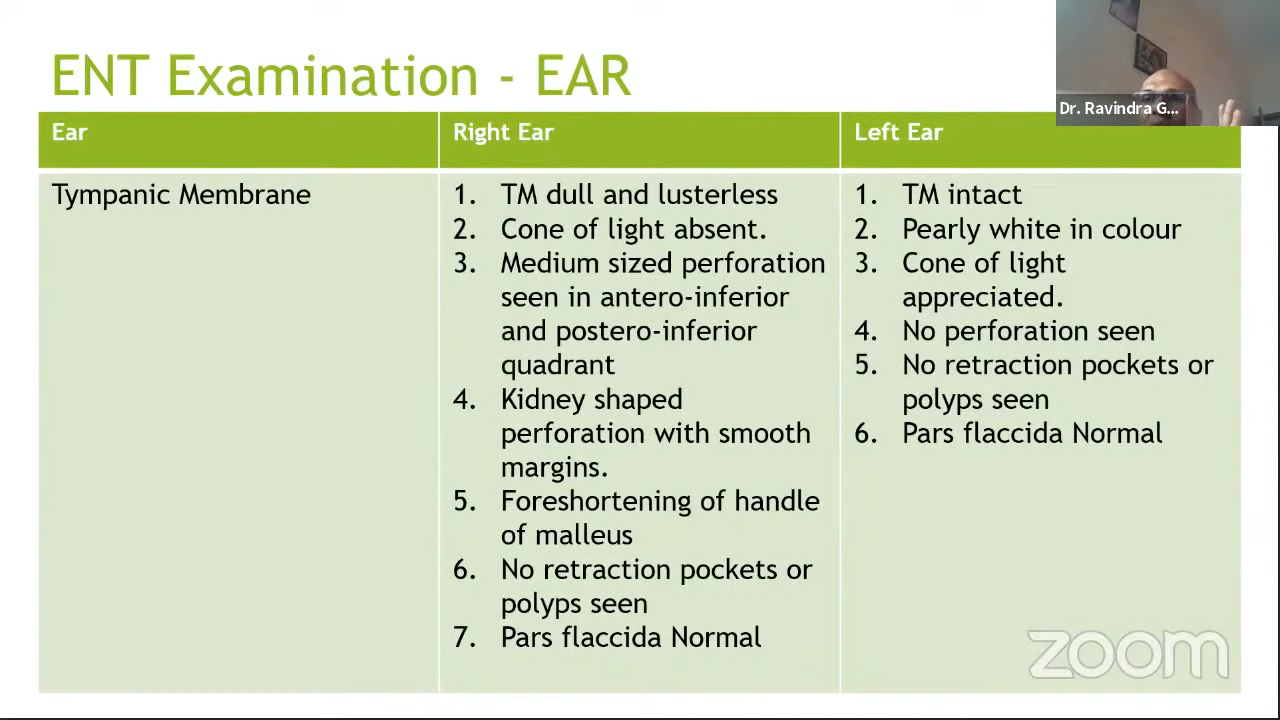 ENT Examination - EAR
Dr. Ravindra G...
Ear
Right Ear
Left Ear
Tympanic Membrane
1. TM dull and lusterless
2. Cone of light absent.
3. Medium sized perforation
seen in antero-inferior
and postero-inferior
quadrant
4. Kidney shaped
perforation with smooth
margins.
5. Foreshortening of handle
of malleus
6. No retraction pockets or
polyps seen
7. Pars flaccida Normal
1. TM intact
2. Pearly white in colour
3. Cone of light
appreciated.
4. No perforation seen
5. No retraction pockets or
polyps seen
6. Pars flaccida Normal
zoom